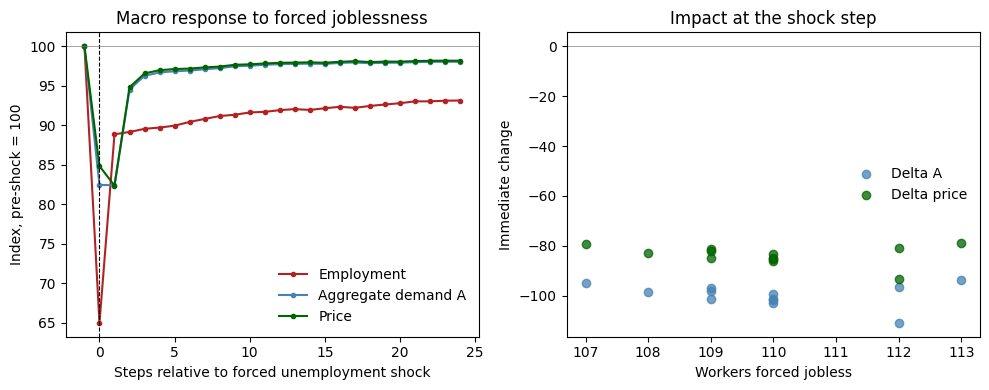 Macro response to forced joblessness
Index, pre-shock = 100
100
95
90
85
80
75
70
65
0
5
10
15
20
25
Steps relative to forced unemployment shock
Employment
Aggregate demand A
Price
Impact at the shock step
Immediate change
0
−20
−40
−60
−80
−100
107
108
109
110
111
112
113
Workers forced jobless
Delta A
Delta price